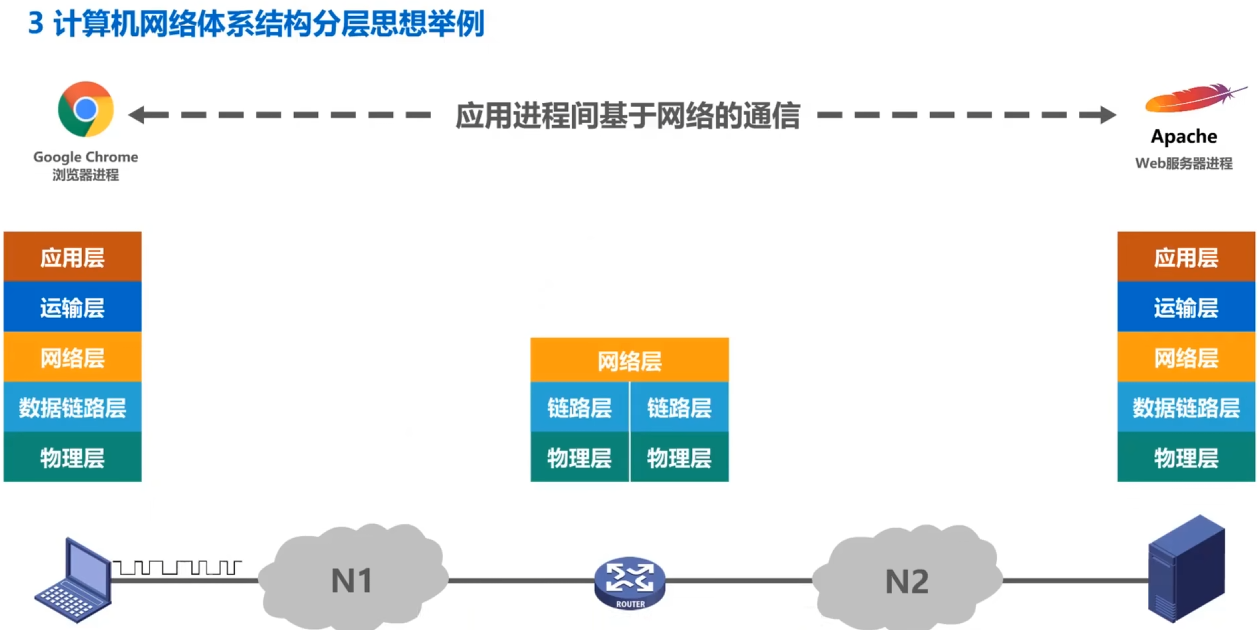 3 计算机网络体系结构分层思想举例
应用进程间基于网络的通信
Google Chrome
浏览器进程
Apache
Web服务器进程
应用层
运输层
网络层
数据链路层
物理层
网络层
链路层 链路层
物理层 物理层
应用层
运输层
网络层
数据链路层
物理层
N1
ROUTER
N2